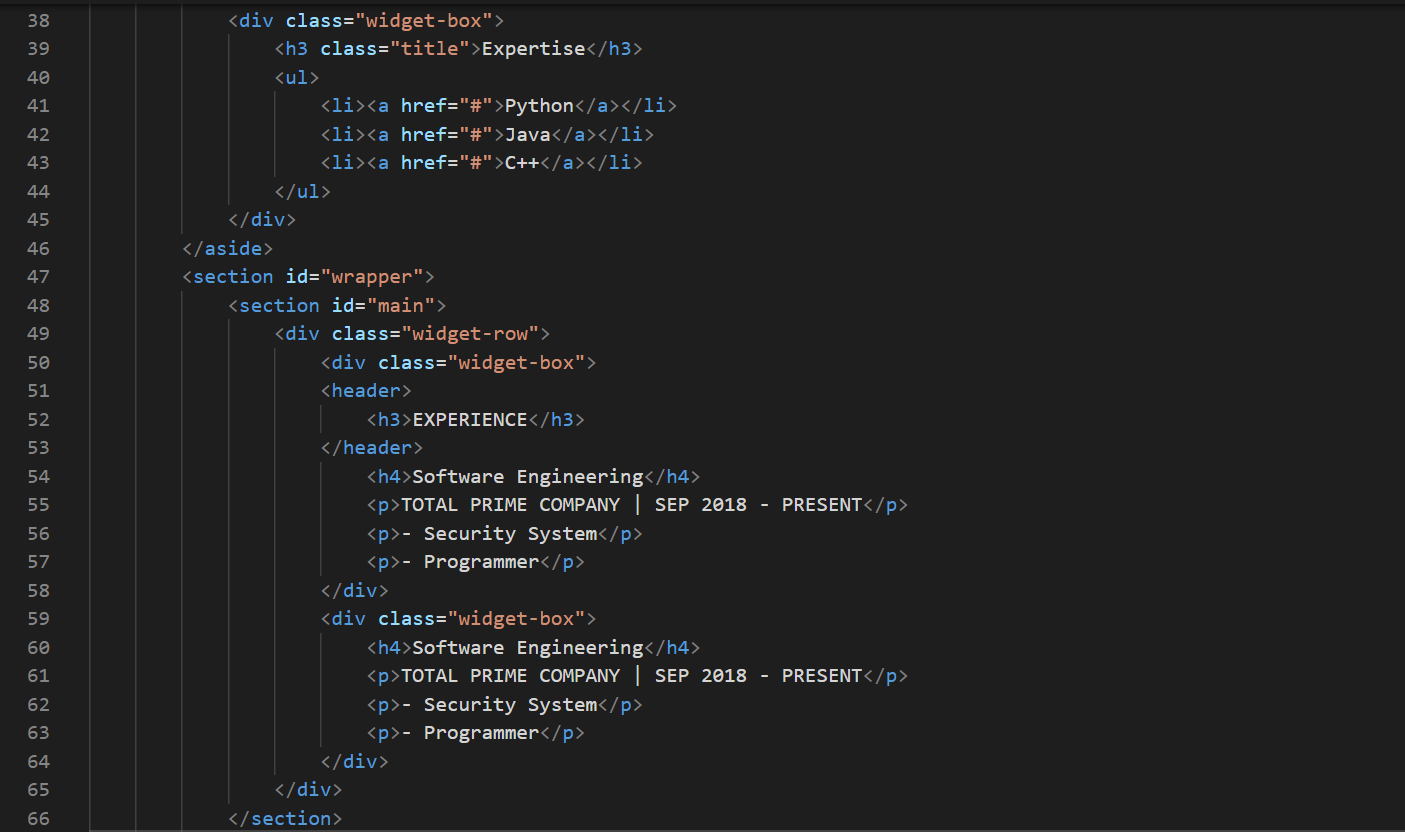 38 <div class="widget-box">
39 <h3 class="title">Expertise</h3>
40 <ul>
41 <li><a href="#">Python</a></li>
42 <li><a href="#">Java</a></li>
43 <li><a href="#">C++</a></li>
44 </ul>
45 </div>
46 </aside>
47 <section id="wrapper">
48 <section id="main">
49 <div class="widget-row">
50 <div class="widget-box">
51 <header>
52 <h3>EXPERIENCE</h3>
53 </header>
54 <h4>Software Engineering</h4>
55 <p>TOTAL PRIME COMPANY | SEP 2018 - PRESENT</p>
56 <p>- Security System</p>
57 <p>- Programmer</p>
58 </div>
59 <div class="widget-box">
60 <h4>Software Engineering</h4>
61 <p>TOTAL PRIME COMPANY | SEP 2018 - PRESENT</p>
62 <p>- Security System</p>
63 <p>- Programmer</p>
64 </div>
65 </div>
66 </section>